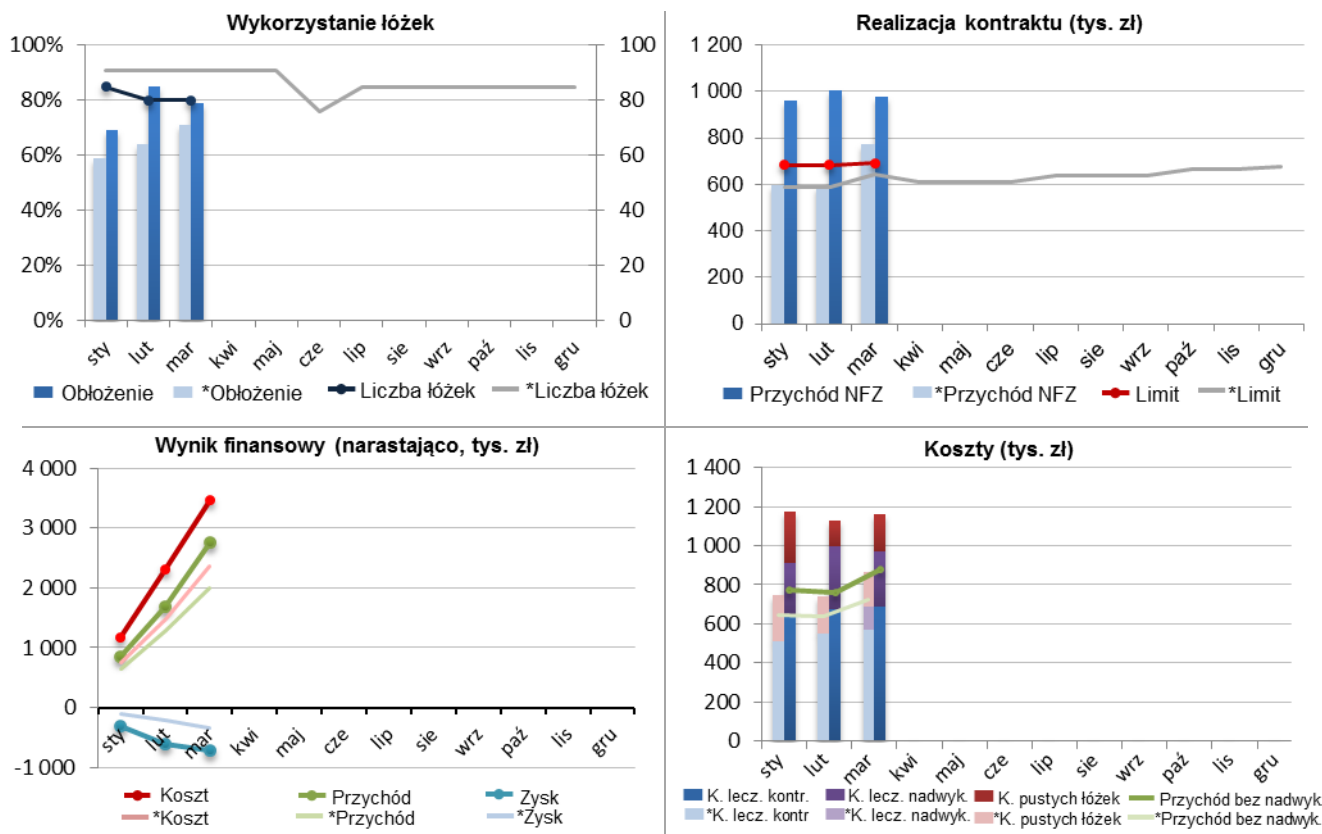 Wykorzystanie łóżek
100%
80%
60%
40%
20%
0%
100
80
60
40
20
0
sty
lut
mar
kwi
maj
cze
lip
sie
wrz
paź
lis
gru
Obłożenie
*Obłożenie
Liczba łóżek
*Liczba łóżek
Realizacja kontraktu (tys. zł)
1 200
1 000
800
600
400
200
0
sty
lut
mar
kwi
maj
cze
lip
sie
wrz
paź
lis
gru
Przychód NFZ
*Przychód NFZ
Limit
*Limit
Wynik finansowy (narastająco, tys. zł)
4 000
3 000
2 000
1 000
0
-1 000
sty
lut
mar
kwi
maj
cze
lip
sie
wrz
paź
lis
gru
Koszt
Przychód
Zysk
*Koszt
*Przychód
*Zysk
Koszty (tys. zł)
1 400
1 200
1 000
800
600
400
200
0
sty
lut
mar
kwi
maj
cze
lip
sie
wrz
paź
lis
gru
K. lecz. kontr.
K. lecz. nadwyk.
K. pustych łóżek
Przychód bez nadwyk.
*K. lecz. kontr
*K. lecz. nadwyk.
*K. pustych łóżek
*Przychód bez nadwyk.